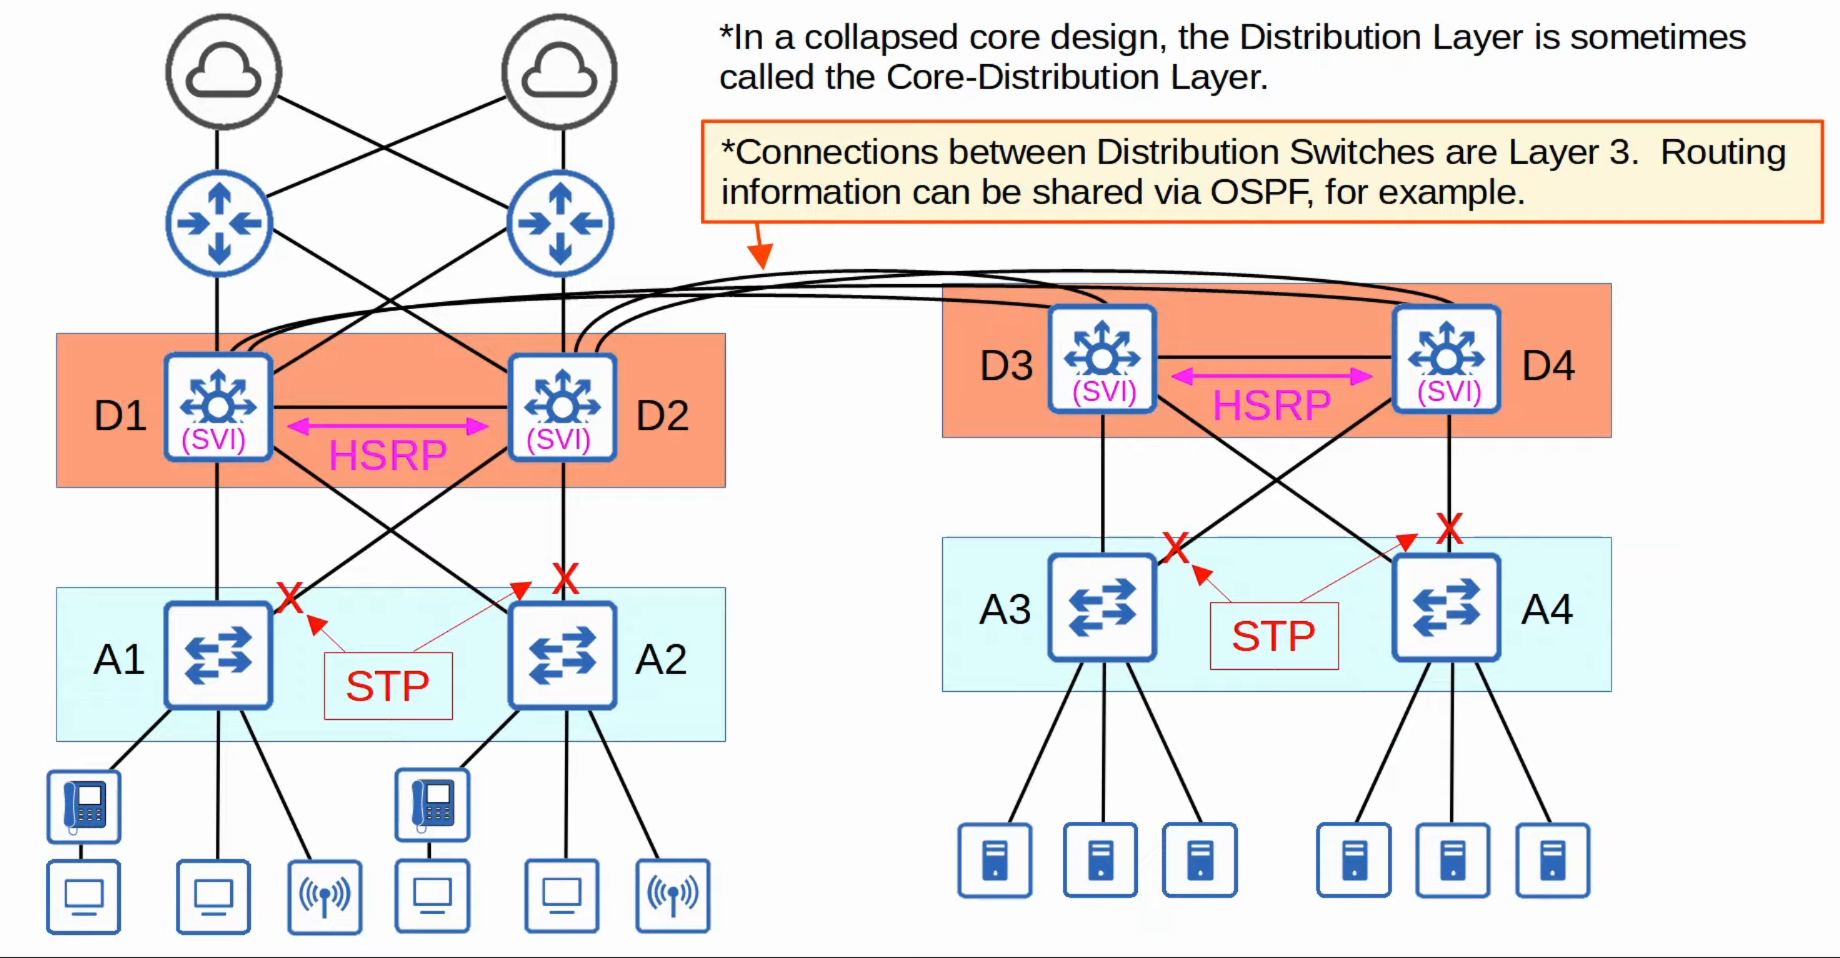 *In a collapsed core design, the Distribution Layer is sometimes
called the Core-Distribution Layer.
*Connections between Distribution Switches are Layer 3.  Routing
information can be shared via OSPF, for example.
D1
(SVI)
HSRP
(SVI)
D2
D3
(SVI)
HSRP
(SVI)
D4
X
X
A1
STP
A2
X
X
A3
STP
A4